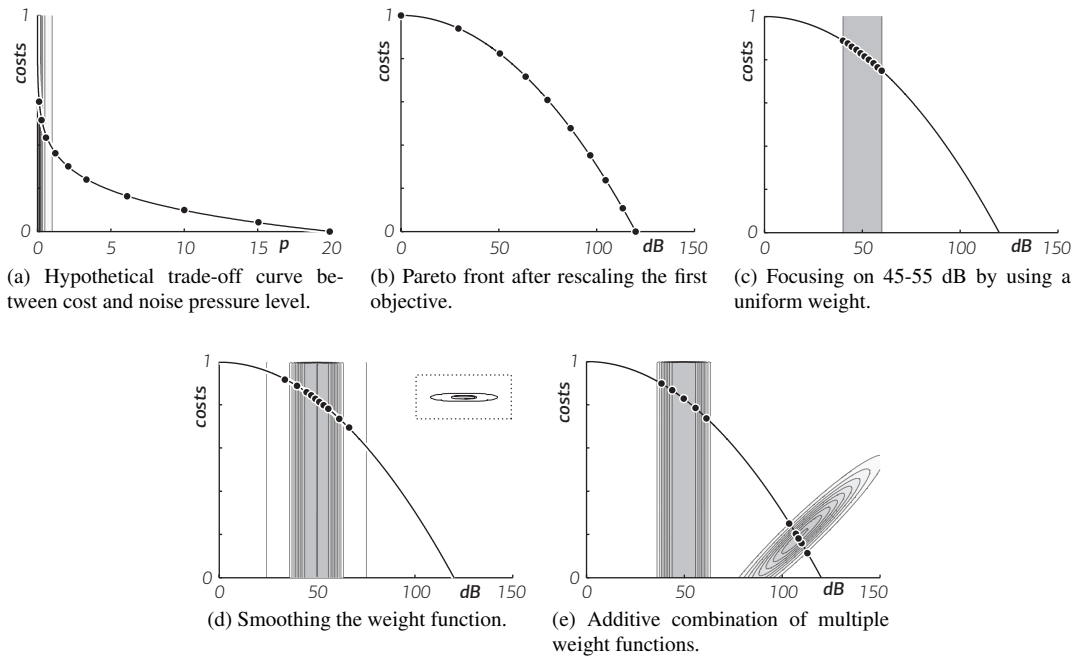 1
costs
0
0
5
10
15
p
20
(a) Hypothetical trade-off curve be-
tween cost and noise pressure level.
1
costs
0
0
50
100
dB
150
(b) Pareto front after rescaling the first
objective.
1
costs
0
0
50
100
dB
150
(c) Focusing on 45-55 dB by using a
uniform weight.
1
costs
0
0
50
100
dB
150
(d) Smoothing the weight function.
1
costs
0
0
50
100
dB
150
(e) Additive combination of multiple
weight functions.